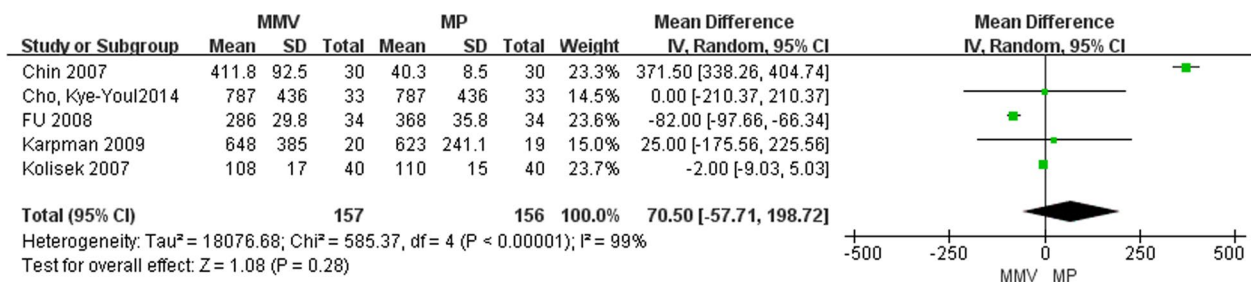 MMV MP Mean Difference Mean Difference
Study or Subgroup Mean SD Total Mean SD Total Weight IV, Random, 95% CI IV, Random, 95% CI
Chin 2007 411.8 92.5 30 40.3 8.5 30 23.3% 371.50 [338.26, 404.74]
Cho, Kye-Youl2014 787 436 33 787 436 33 14.5% 0.00 [-210.37, 210.37]
FU 2008 286 29.8 34 368 35.8 34 23.6% -82.00 [-97.66, -66.34]
Karpman 2009 648 385 20 623 241.1 19 15.0% 25.00 [-175.56, 225.56]
Kolisek 2007 108 17 40 110 15 40 23.7% -2.00 [-9.03, 5.03]
Total (95% CI) 157 156 100.0% 70.50 [-57.71, 198.72]
Heterogeneity: Tau² = 18076.68; Chi² = 585.37, df = 4 (P < 0.00001); I² = 99%
Test for overall effect: Z = 1.08 (P = 0.28)
-500 -250 0 250 500
MMV MP